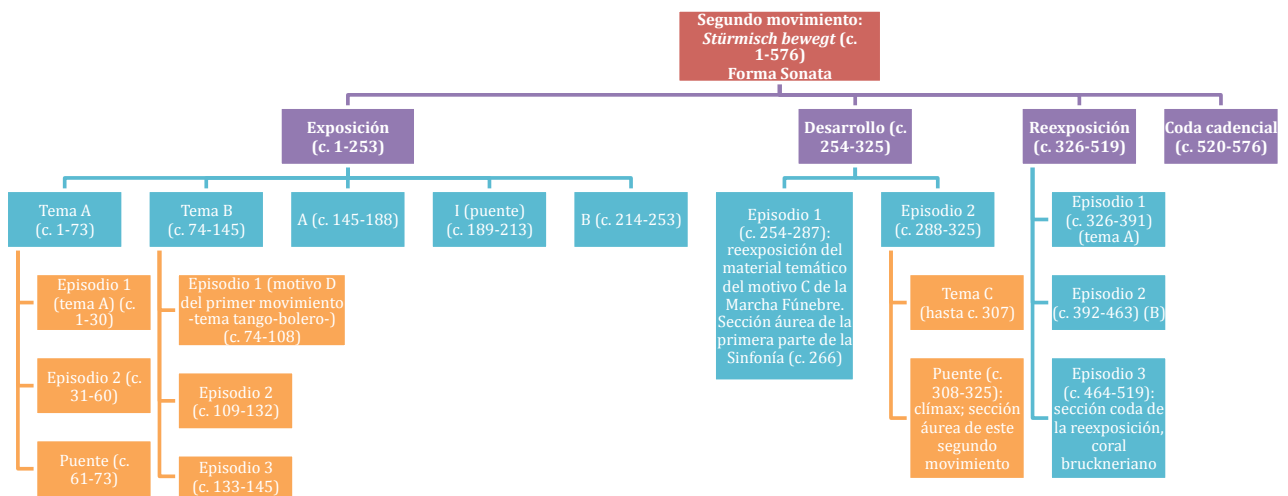 Segundo movimiento:
Stürmisch bewegt (c.
1-576)
Forma Sonata
Exposición
(c. 1-253)
Desarrollo (c.
254-325)
Reexposición
(c. 326-519)
Coda cadencial
(c. 520-576)
Tema A
(c. 1-73)
Tema B
(c. 74-145)
A (c. 145-188)
I (puente)
(c. 189-213)
B (c. 214-253)
Episodio 1
(c. 254-287):
reexposición del
material temático
del motivo C de la
Marcha Fúnebre.
Sección áurea de la
primera parte de la
Sinfonía (c. 266)
Episodio 2
(c. 288-325)
Episodio 1
(c. 326-391)
(tema A)
Episodio 1
(tema A) (c.
1-30)
Episodio 1 (motivo D
del primer movimiento
-tema tango-bolero-)
(c. 74-108)
Tema C
(hasta c. 307)
Episodio 2
(c. 392-463) (B)
Episodio 2 (c.
31-60)
Episodio 2
(c. 109-132)
Puente (c.
308-325):
clímax; sección
áurea de este
segundo
movimiento
Episodio 3
(c. 464-519):
sección coda de
la reexposición,
coral
bruckneriano
Puente (c.
61-73)
Episodio 3
(c. 133-145)